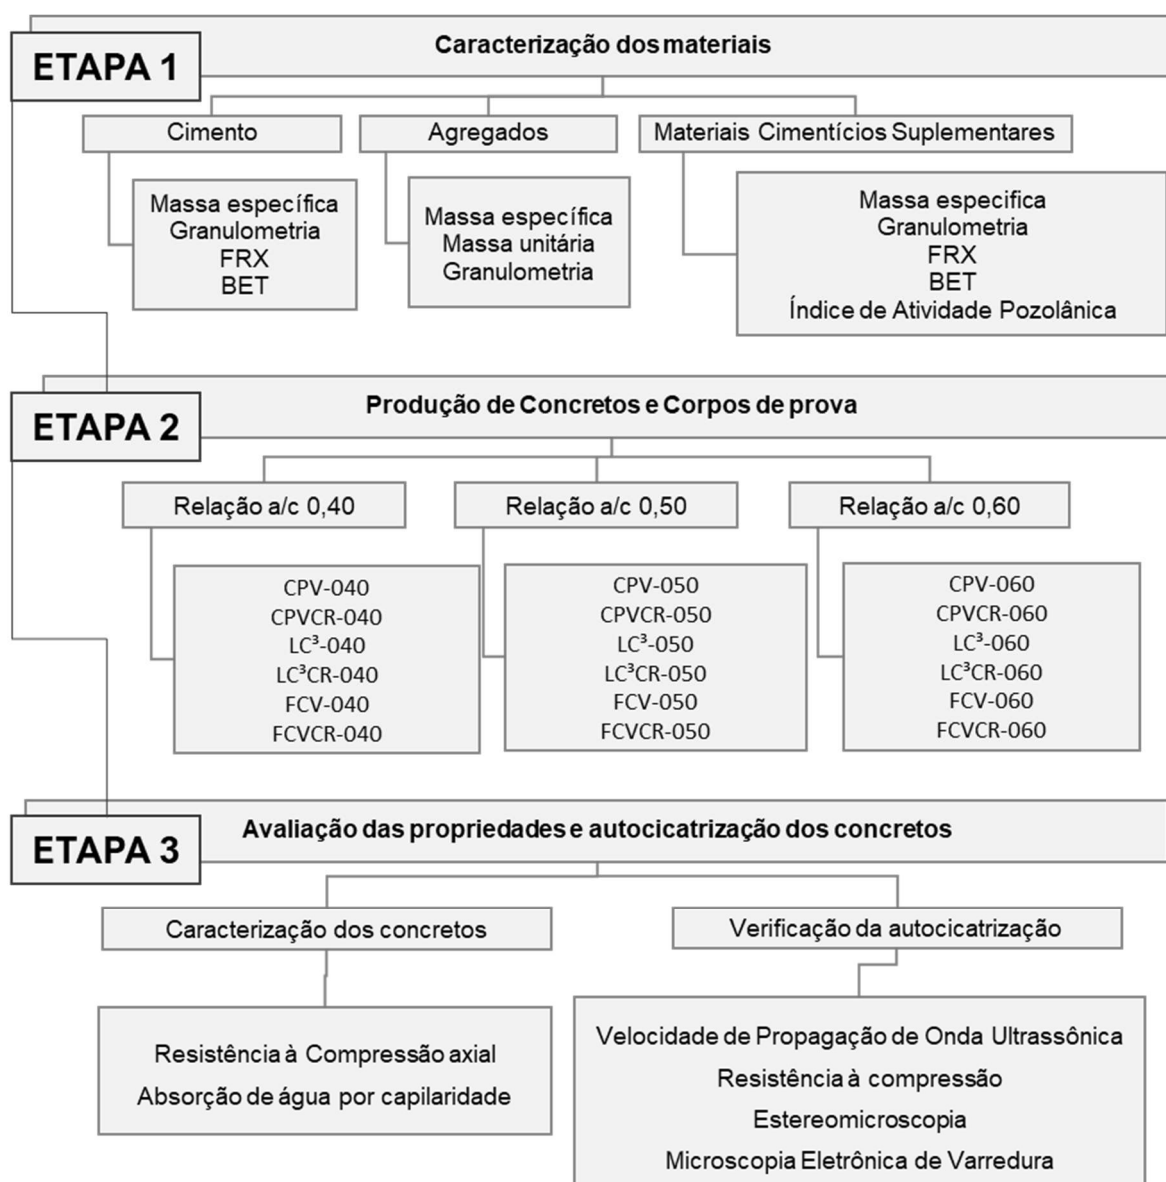 ETAPA 1
Caracterização dos materiais
Cimento
Agregados
Materiais Cimentícios Suplementares
Massa específica
Granulometria
FRX
BET
Massa específica
Massa unitária
Granulometria
Massa especifica
Granulometria
FRX
BET
Índice de Atividade Pozolânica
ETAPA 2
Produção de Concretos e Corpos de prova
Relação a/c 0,40
Relação a/c 0,50
Relação a/c 0,60
CPV-040
CPVCR-040
LC³-040
LC³CR-040
FCV-040
FCVCR-040
CPV-050
CPVCR-050
LC³-050
LC³CR-050
FCV-050
FCVCR-050
CPV-060
CPVCR-060
LC³-060
LC³CR-060
FCV-060
FCVCR-060
ETAPA 3
Avaliação das propriedades e autocicatrização dos concretos
Caracterização dos concretos
Verificação da autocicatrização
Resistência à Compressão axial
Absorção de água por capilaridade
Velocidade de Propagação de Onda Ultrassônica
Resistência à compressão
Estereomicroscopia
Microscopia Eletrônica de Varredura